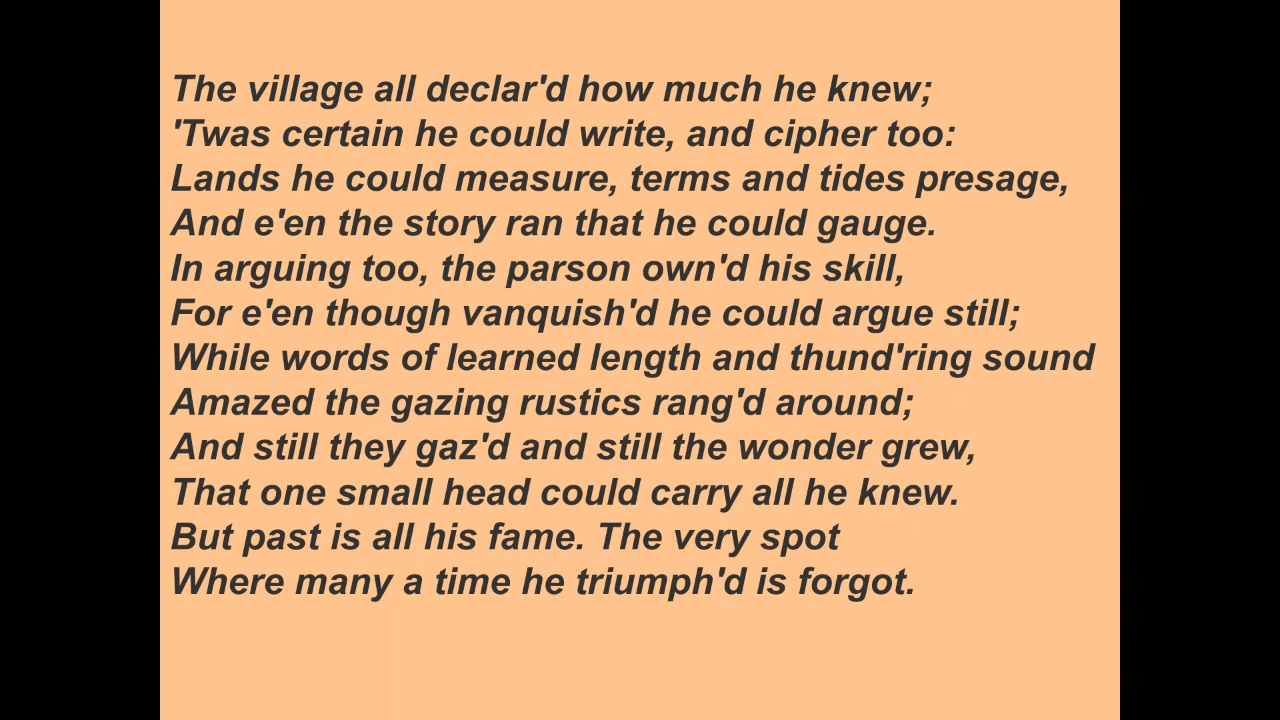 The village all declar'd how much he knew;
'Twas certain he could write, and cipher too:
Lands he could measure, terms and tides presage,
And e'en the story ran that he could gauge.
In arguing too, the parson own'd his skill,
For e'en though vanquish'd he could argue still;
While words of learned length and thund'ring sound
Amazed the gazing rustics rang'd around;
And still they gaz'd and still the wonder grew,
That one small head could carry all he knew.
But past is all his fame. The very spot
Where many a time he triumph'd is forgot.